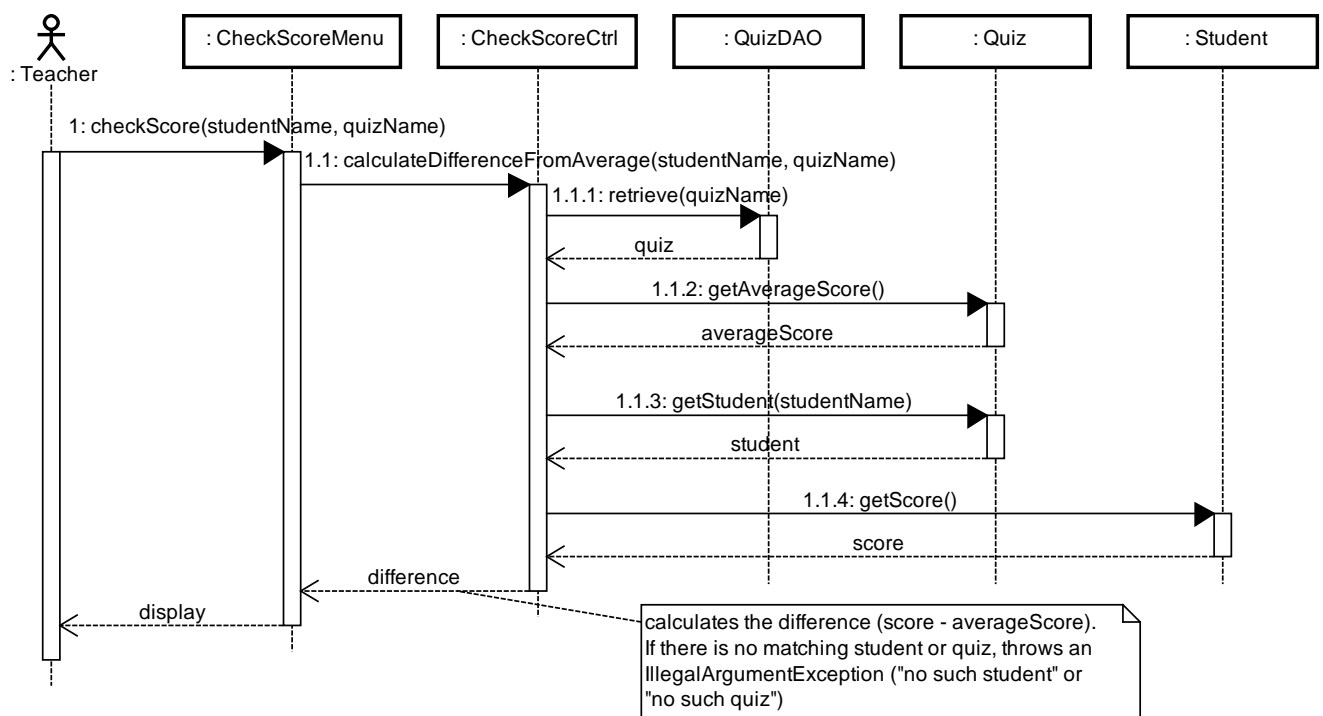 : CheckScoreMenu
: CheckScoreCtrl
: QuizDAO
: Quiz
: Student
: Teacher
1: checkScore(studentName, quizName)
1.1: calculateDifferenceFromAverage(studentName, quizName)
1.1.1: retrieve(quizName)
quiz
1.1.2: getAverageScore()
averageScore
1.1.3: getStudent(studentName)
student
1.1.4: getScore()
score
difference
display
calculates the difference (score - averageScore).
If there is no matching student or quiz, throws an
IllegalArgumentException ("no such student" or
"no such quiz")